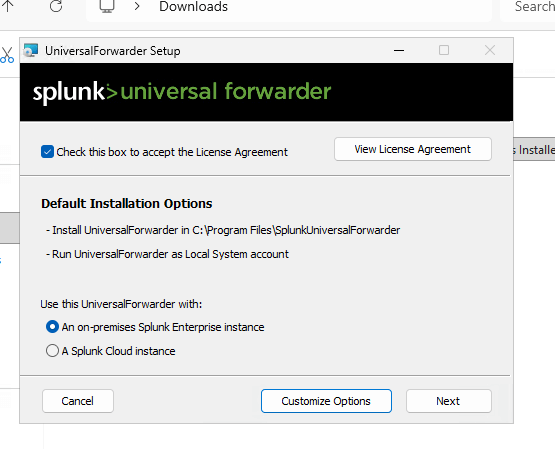 Downloads
Search
UniversalForwarder Setup
splunk>universal forwarder
Check this box to accept the License Agreement
View License Agreement
s Installe
Default Installation Options
- Install UniversalForwarder in C:\Program Files\SplunkUniversalForwarder
- Run UniversalForwarder as Local System account
Use this UniversalForwarder with:
An on-premises Splunk Enterprise instance
A Splunk Cloud instance
Cancel
Customize Options
Next